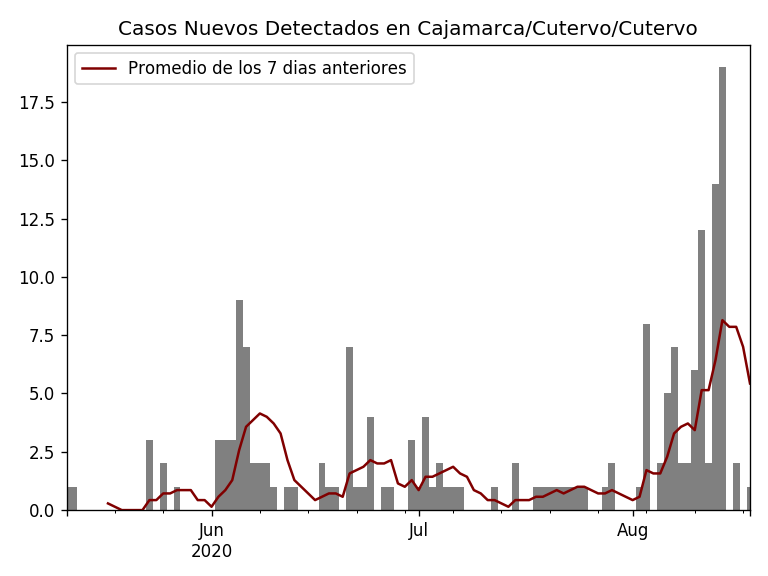 Casos Nuevos Detectados en Cajamarca/Cutervo/Cutervo
Promedio de los 7 dias anteriores
17.5
15.0
12.5
10.0
7.5
5.0
2.5
0.0
Jun
2020
Jul
Aug